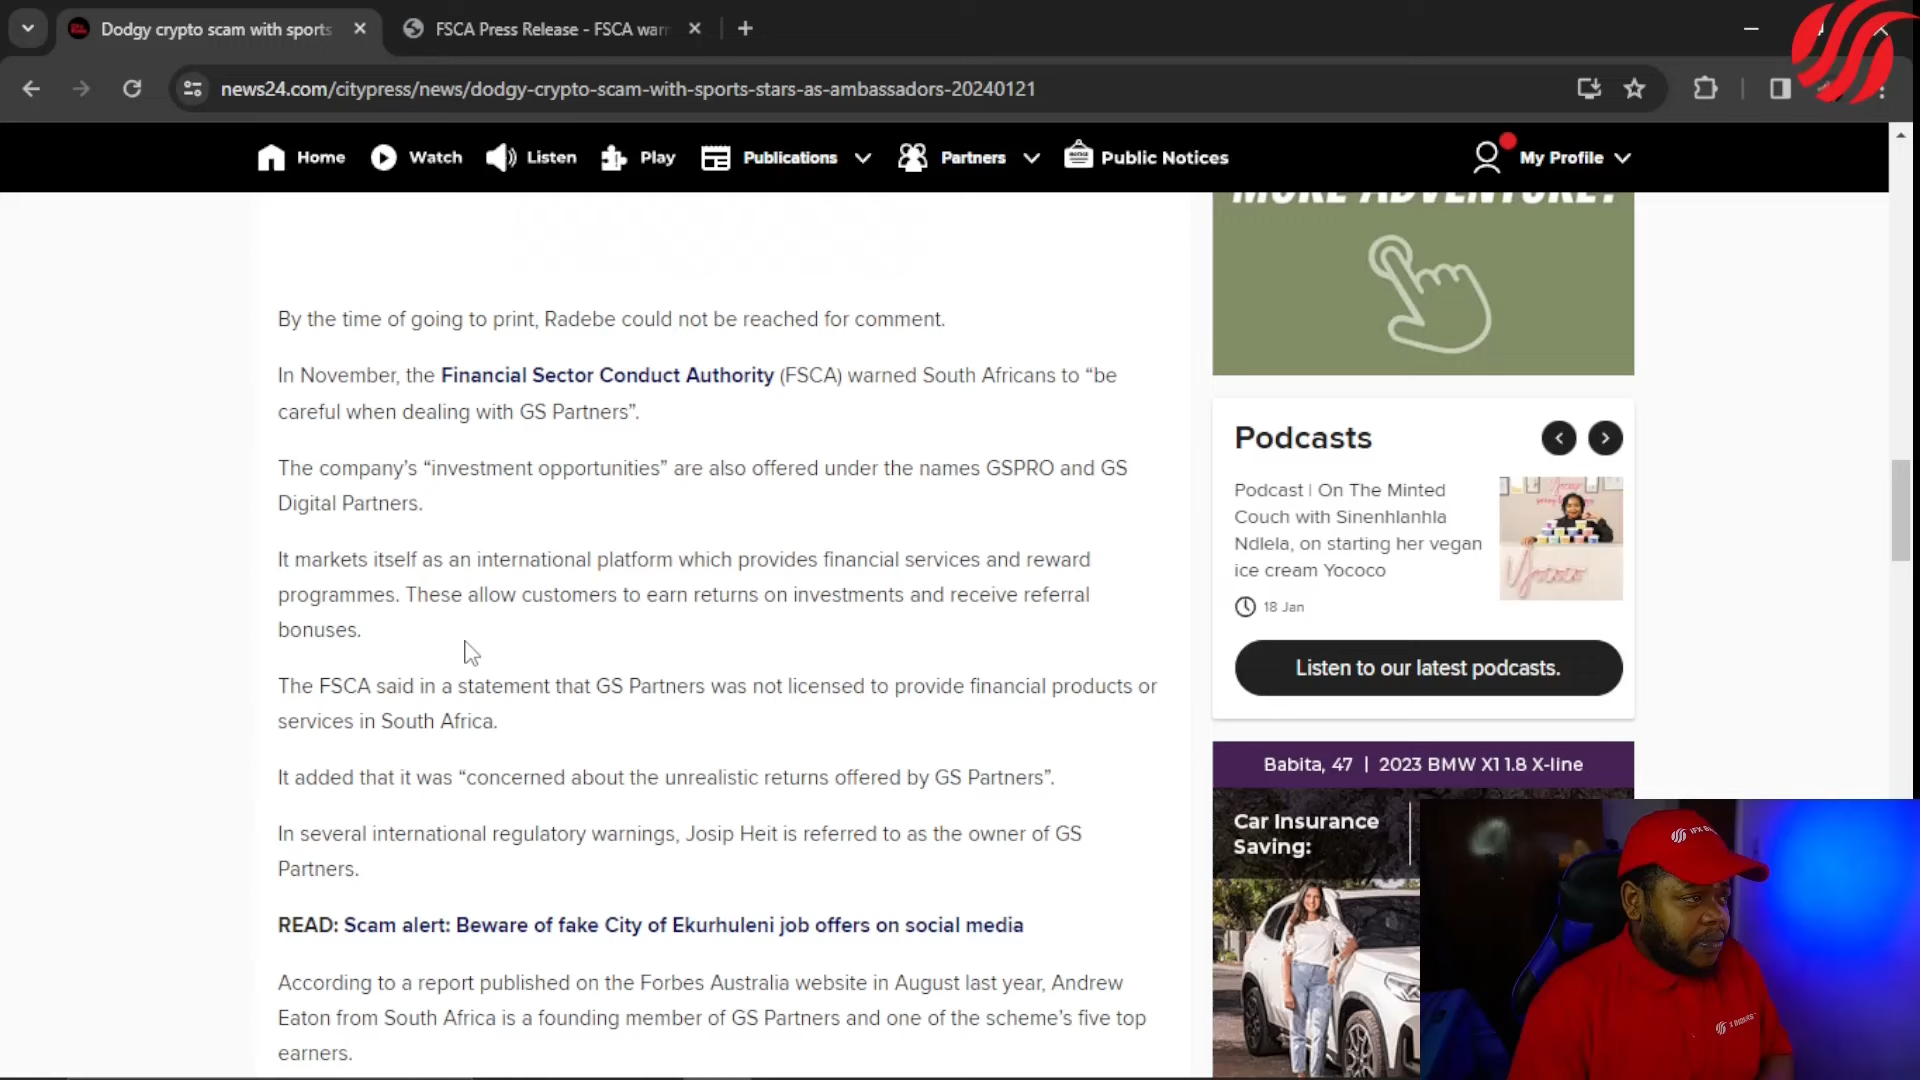 Dodgy crypto scam with sports
FSCA Press Release - FSCA warn
news24.com/citypress/news/dodgy-crypto-scam-with-sports-stars-as-ambassadors-20240121
Home
Watch
Listen
Play
Publications
Partners
Public Notices
My Profile
MORE ADVENTURE?
By the time of going to print, Radebe could not be reached for comment.
In November, the Financial Sector Conduct Authority (FSCA) warned South Africans to “be
careful when dealing with GS Partners”.
The company’s “investment opportunities” are also offered under the names GSPRO and GS
Digital Partners.
It markets itself as an international platform which provides financial services and reward
programmes. These allow customers to earn returns on investments and receive referral
bonuses.
The FSCA said in a statement that GS Partners was not licensed to provide financial products or
services in South Africa.
It added that it was “concerned about the unrealistic returns offered by GS Partners”.
In several international regulatory warnings, Josip Heit is referred to as the owner of GS
Partners.
READ: Scam alert: Beware of fake City of Ekurhuleni job offers on social media
According to a report published on the Forbes Australia website in August last year, Andrew
Eaton from South Africa is a founding member of GS Partners and one of the scheme’s five top
earners.
Podcasts
Podcast | On The Minted
Couch with Sinenhlanhla
Ndlela, on starting her vegan
ice cream Yococo
18 Jan
Yococo
Listen to our latest podcasts.
Babita, 47 | 2023 BMW X1 1.8 X-line
Car Insurance
Saving: